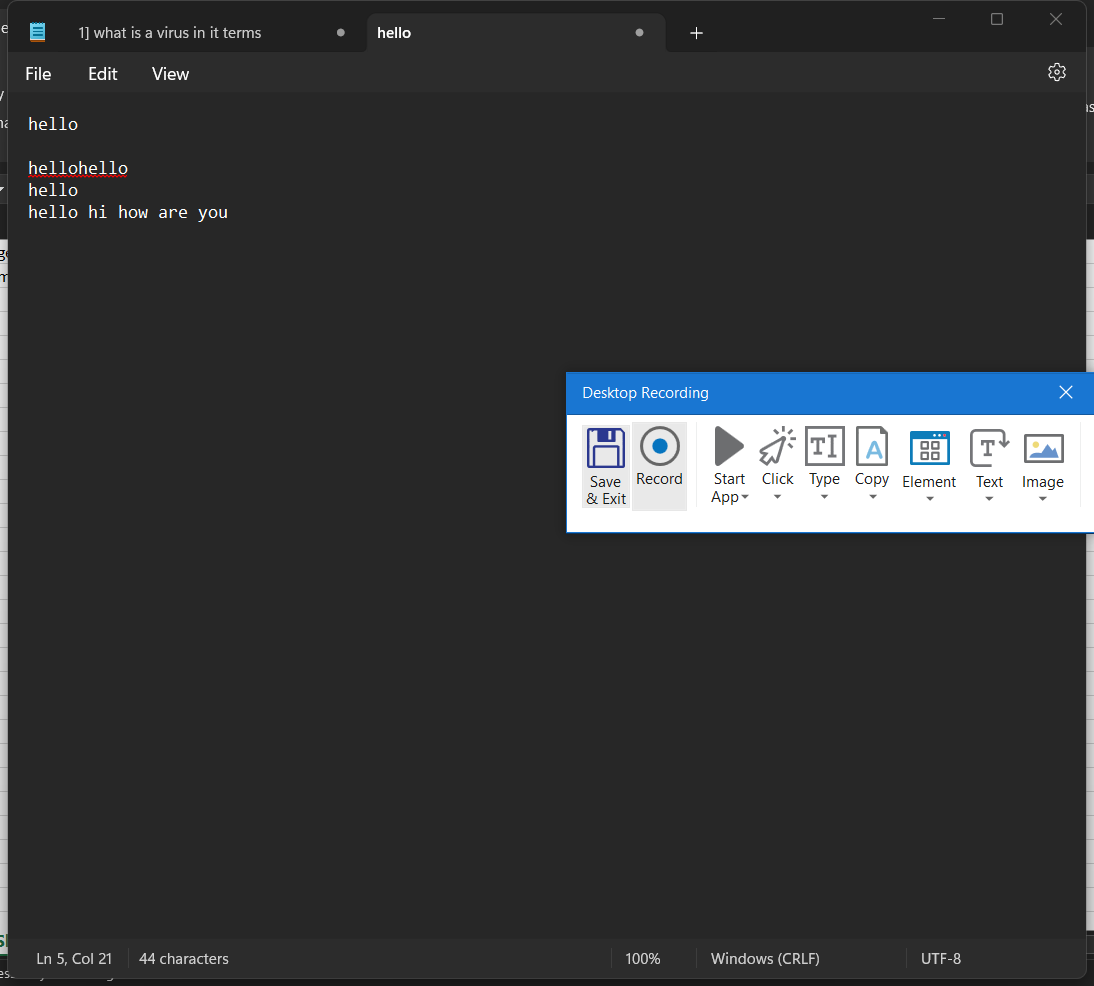 1] what is a virus in it terms
hello
File Edit View
hello
hellohello
hello
hello hi how are you
Desktop Recording
Save & Exit
Record
Start App
Click
Type
Copy
Element
Text
Image
Ln 5, Col 21
44 characters
100%
Windows (CRLF)
UTF-8